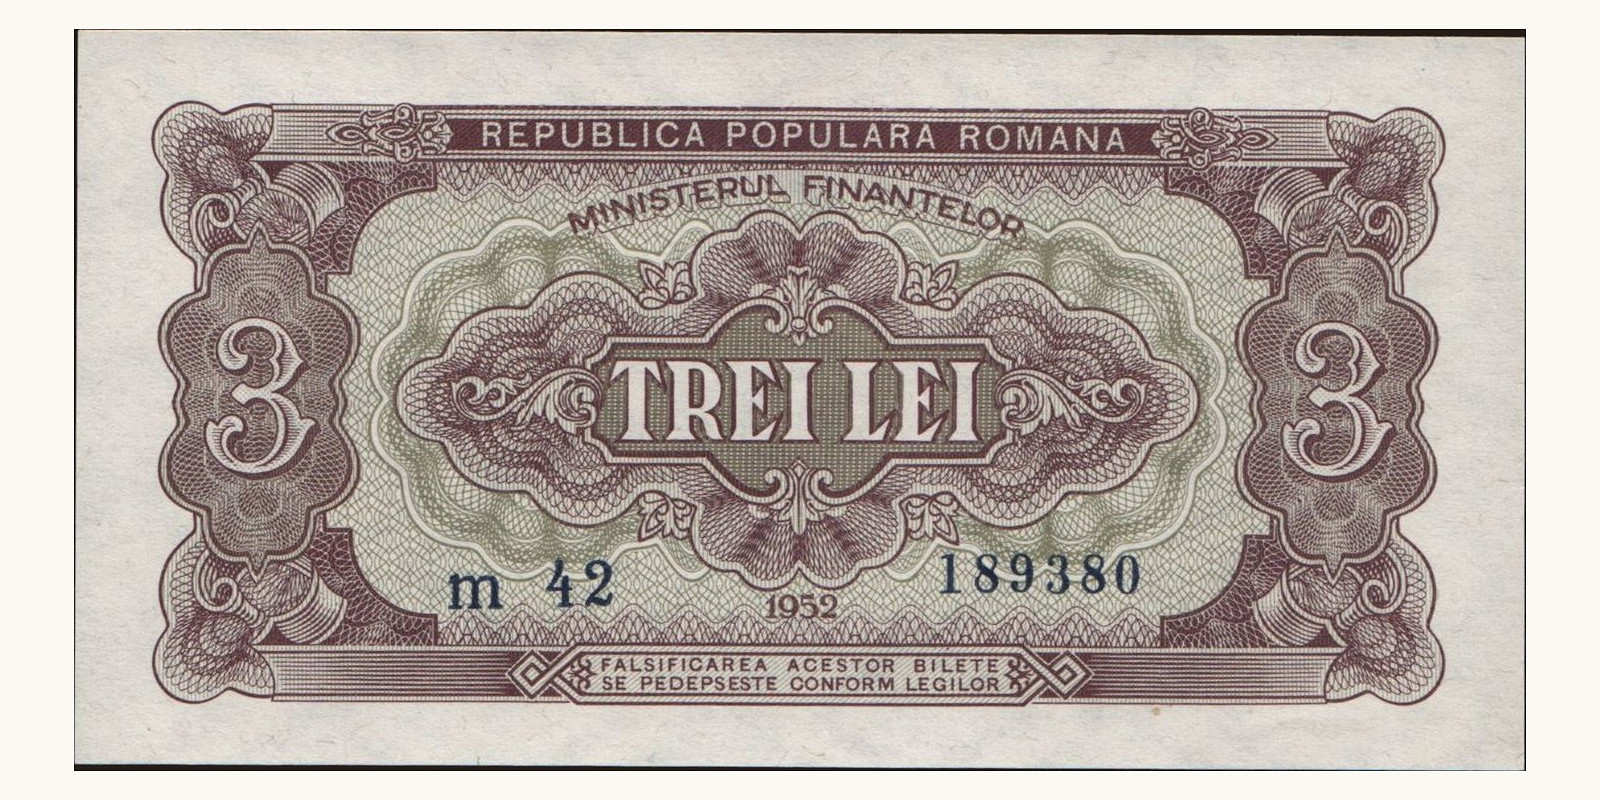 REPUBLICA POPULARA ROMANA
MINISTERUL FINANTELOR
3
TREI LEI
3
m 42
189380
1952
FALSIFICAREA ACESTOR BILETE
SE PEDEPSESTE CONFORM LEGILOR